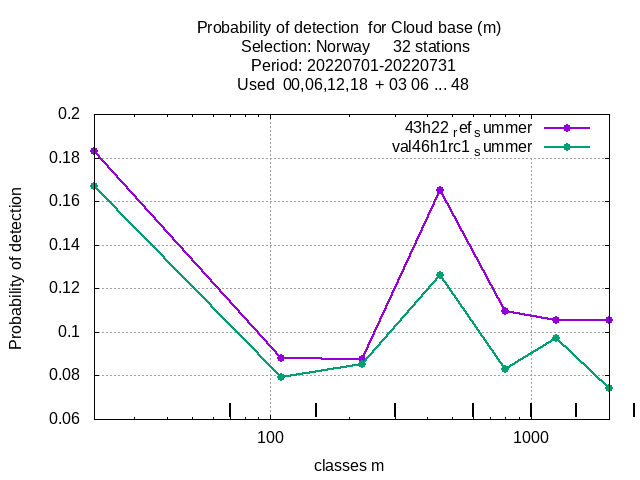 Probability of detection for Cloud base (m)
Selection: Norway 32 stations
Period: 20220701-20220731
Used 00,06,12,18 + 03 06 ... 48
43h22 ref summer
val46h1rc1 summer
Probability of detection
0.2
0.18
0.16
0.14
0.12
0.1
0.08
0.06
100
1000
classes m